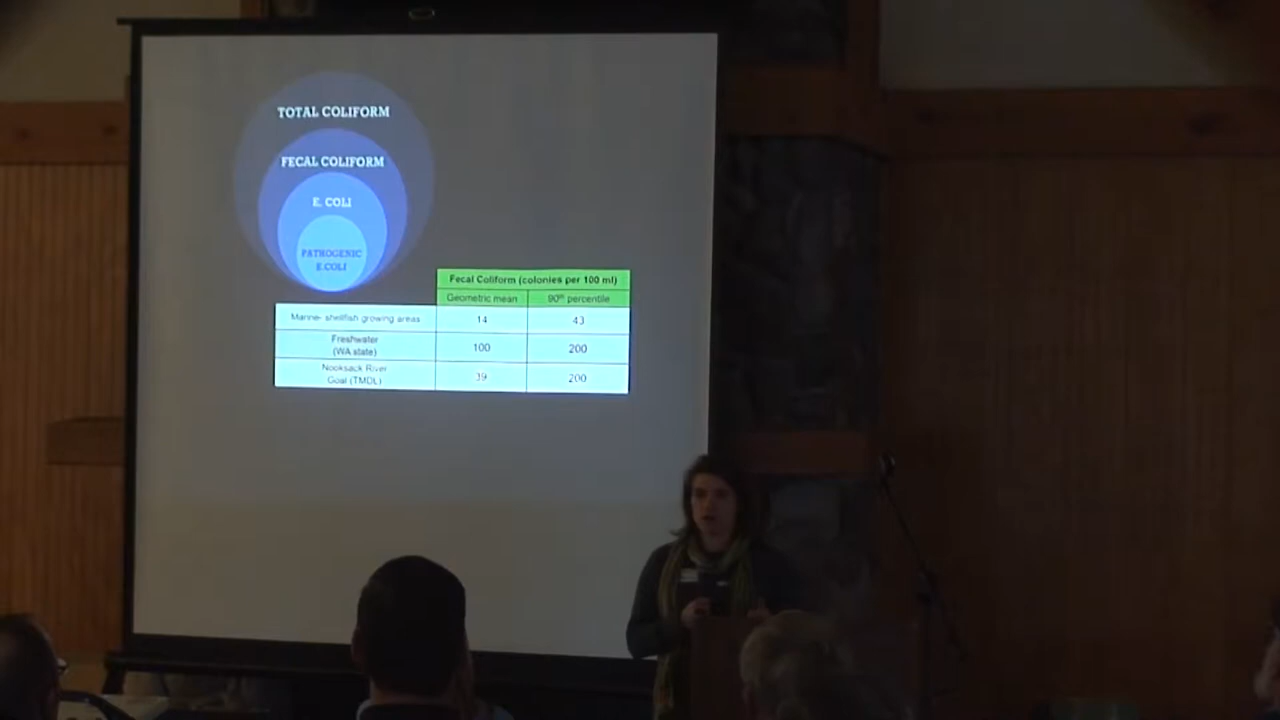 TOTAL COLIFORM
FECAL COLIFORM
E. COLI
PATHOGENIC
E.COLI
Fecal Coliform (colonies per 100 ml)
Geometric mean 90th percentile
Marine- shellfish growing areas 14 43
Freshwater
(WA state) 100 200
Nooksack River
Goal (TMDL) 39 200